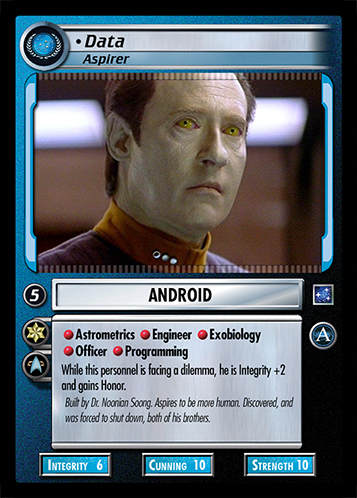 • Data
Aspirer
5
ANDROID
• Astrometrics • Engineer • Exobiology
• Officer • Programming
While this personnel is facing a dilemma, he is Integrity +2
and gains Honor.
Built by Dr. Noonian Soong. Aspires to be more human. Discovered, and
was forced to shut down, both of his brothers.
A
INTEGRITY 6
CUNNING 10
STRENGTH 10